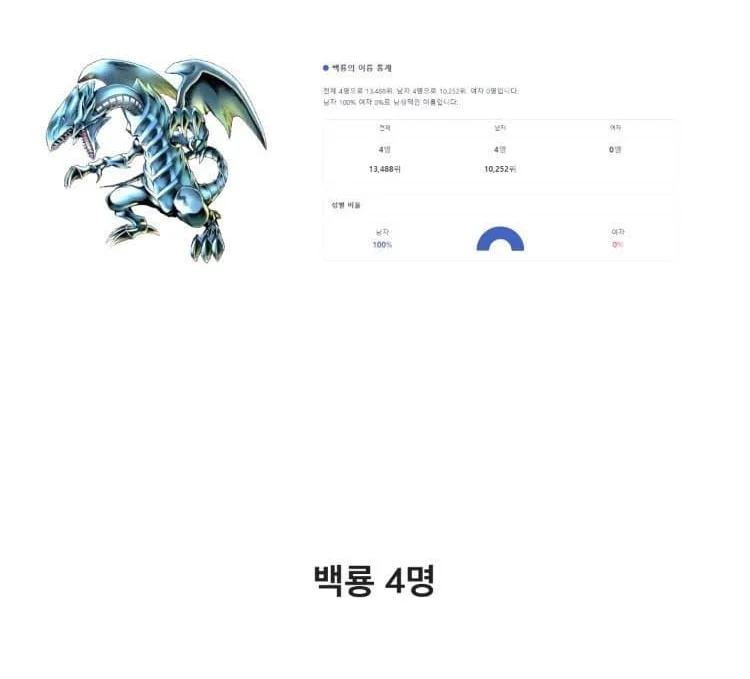 백룡의 이름 통계
전체 4명으로 13,488위, 남자 4명으로 10,252위, 여자 0명입니다.
남자 100% 여자 0%로 남성적인 이름입니다.
전체 남자 여자
4명 4명 0명
13,488위 10,252위
성별 비율
남자 여자
100% 0%
백룡 4명